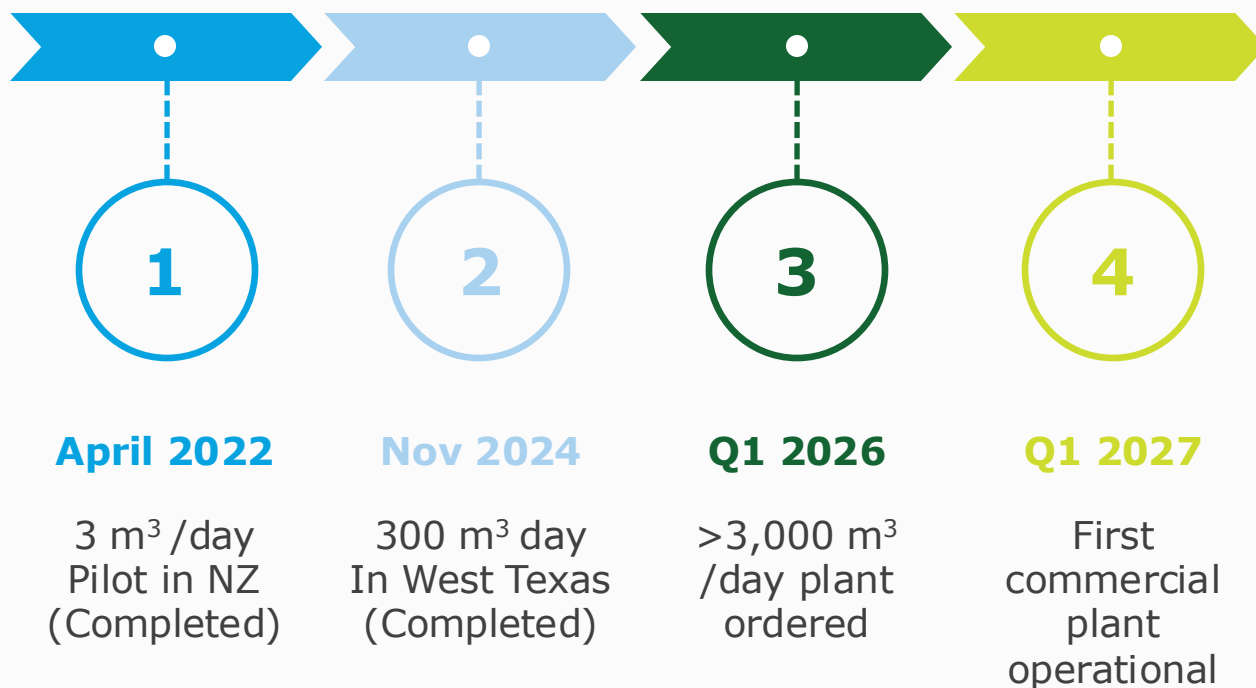 1
April 2022
3 m³ /day
Pilot in NZ
(Completed)
2
Nov 2024
300 m³ day
In West Texas
(Completed)
3
Q1 2026
>3,000 m³
/day plant
ordered
4
Q1 2027
First
commercial
plant
operational